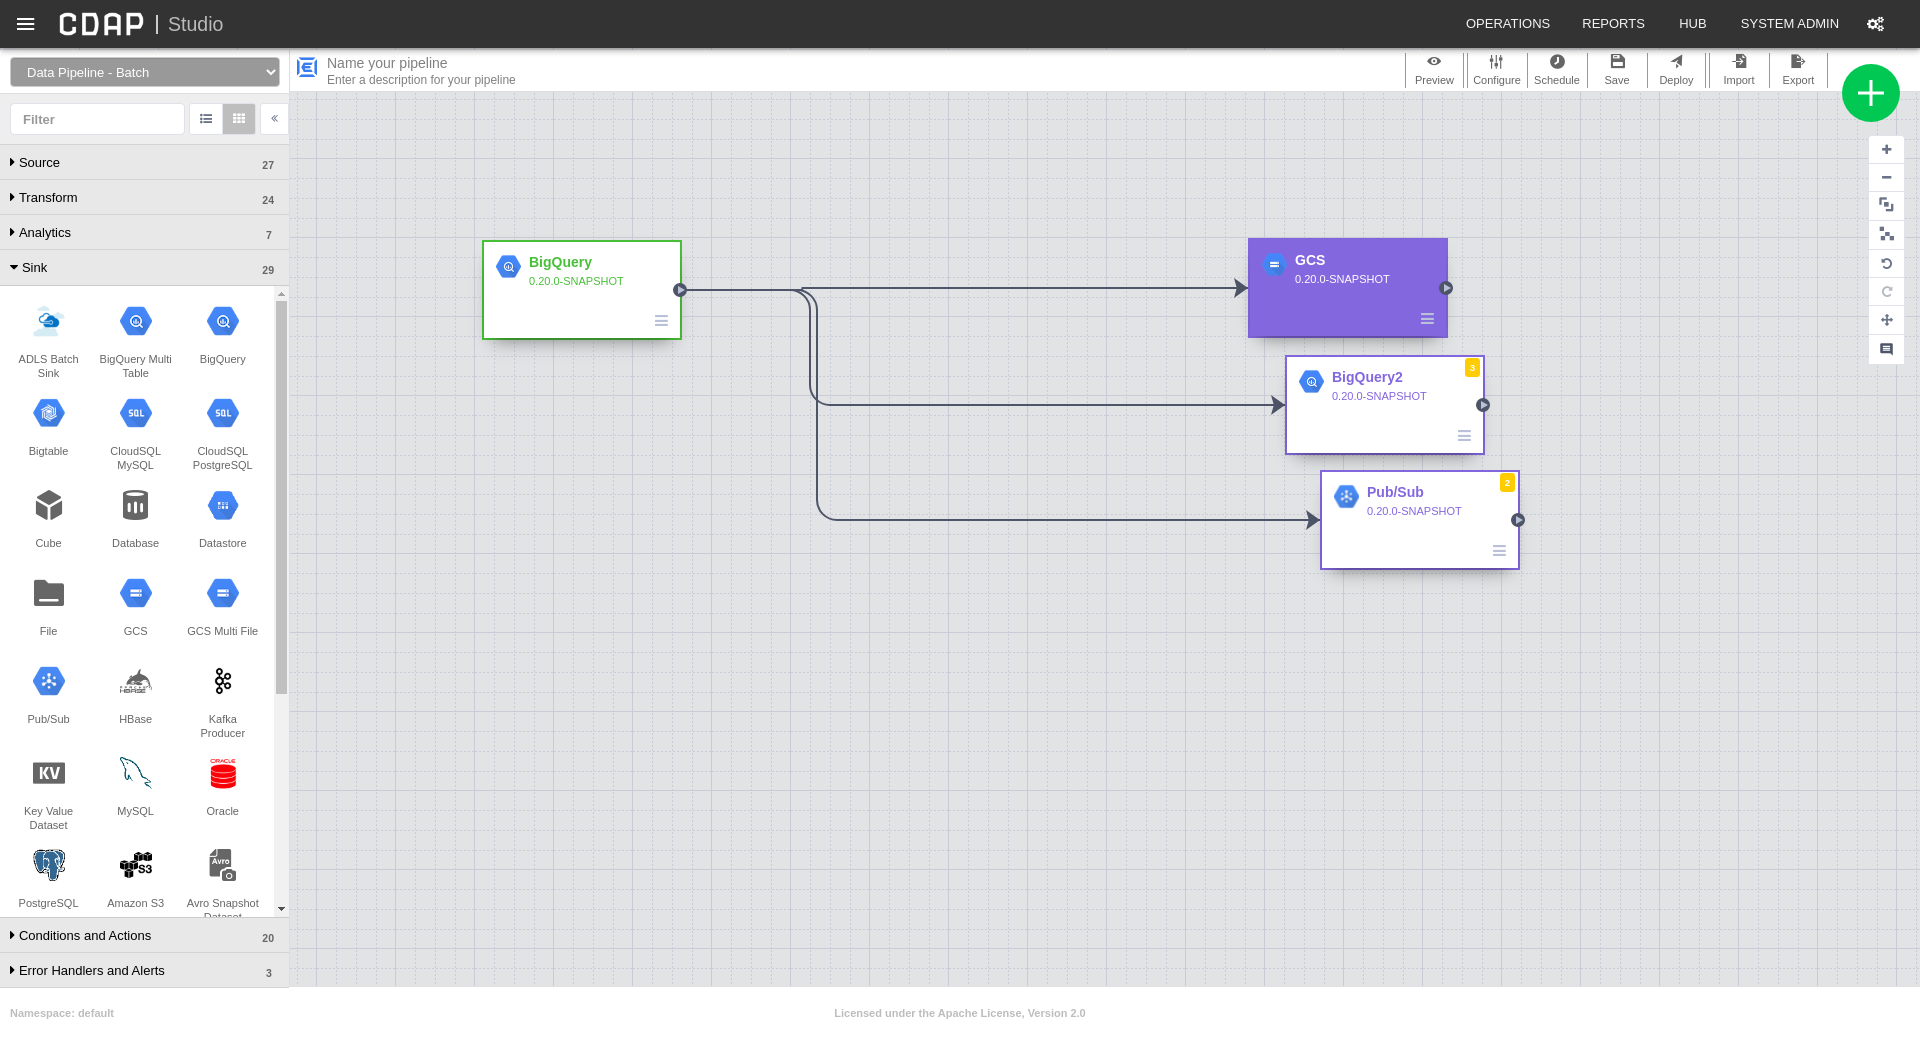 CDAP | Studio
OPERATIONS
REPORTS
HUB
SYSTEM ADMIN
Data Pipeline - Batch
Name your pipeline
Enter a description for your pipeline
Preview
Configure
Schedule
Save
Deploy
Import
Export
Filter
Source 27
Transform 24
Analytics 7
Sink 29
ADLS Batch
Sink
BigQuery Multi
Table
BigQuery
Bigtable
SQL
CloudSQL
MySQL
SQL
CloudSQL
PostgreSQL
Cube
Database
Datastore
File
GCS
GCS Multi File
Pub/Sub
HBASE
HBase
Kafka
Producer
KV
Key Value
Dataset
MySQL
ORACLE
Oracle
PostgreSQL
S3
Amazon S3
Avro
Avro Snapshot
Dataset
Conditions and Actions 20
Error Handlers and Alerts 3
BigQuery
0.20.0-SNAPSHOT
GCS
0.20.0-SNAPSHOT
BigQuery2
3
0.20.0-SNAPSHOT
Pub/Sub
2
0.20.0-SNAPSHOT
Namespace: default
Licensed under the Apache License, Version 2.0